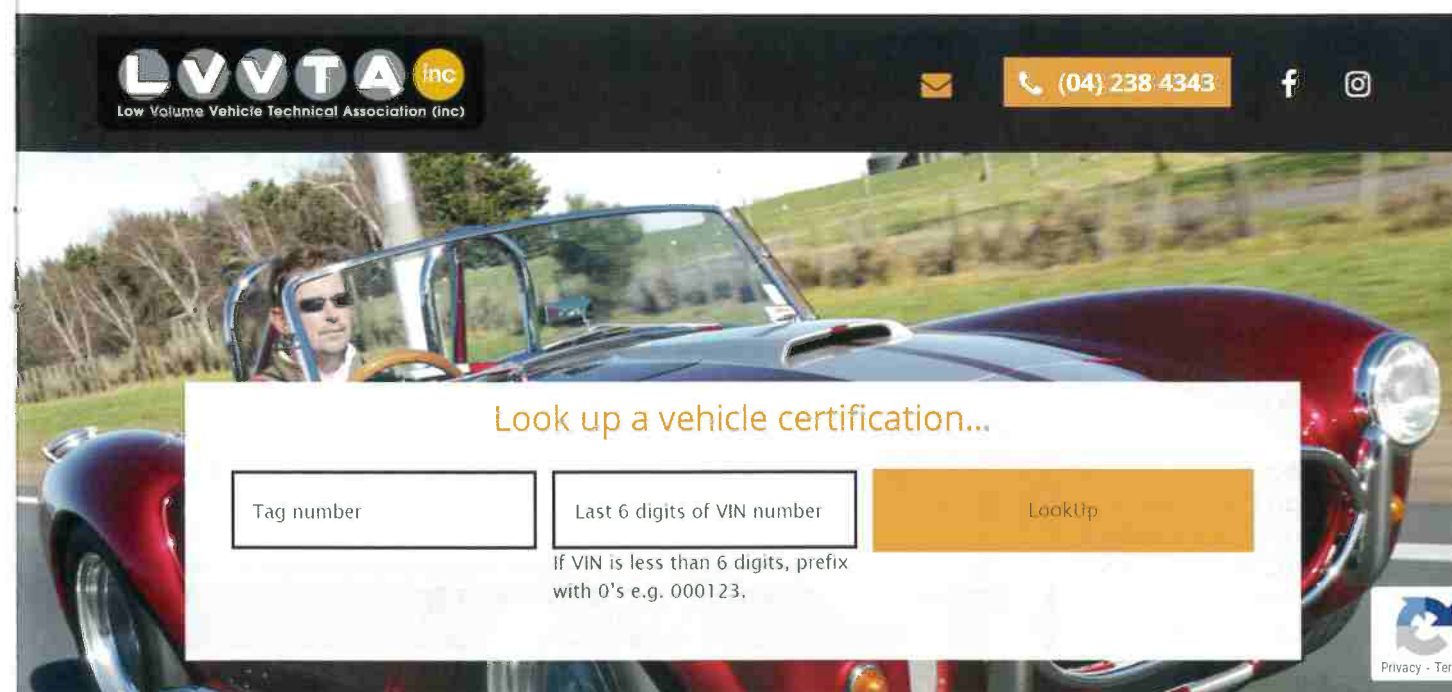 LVVTA inc
Low Volume Vehicle Technical Association (inc)
(04) 238 4343
Look up a vehicle certification...
Tag number
Last 6 digits of VIN number
LookUp
If VIN is less than 6 digits, prefix
with 0's e.g. 000123.
Privacy -